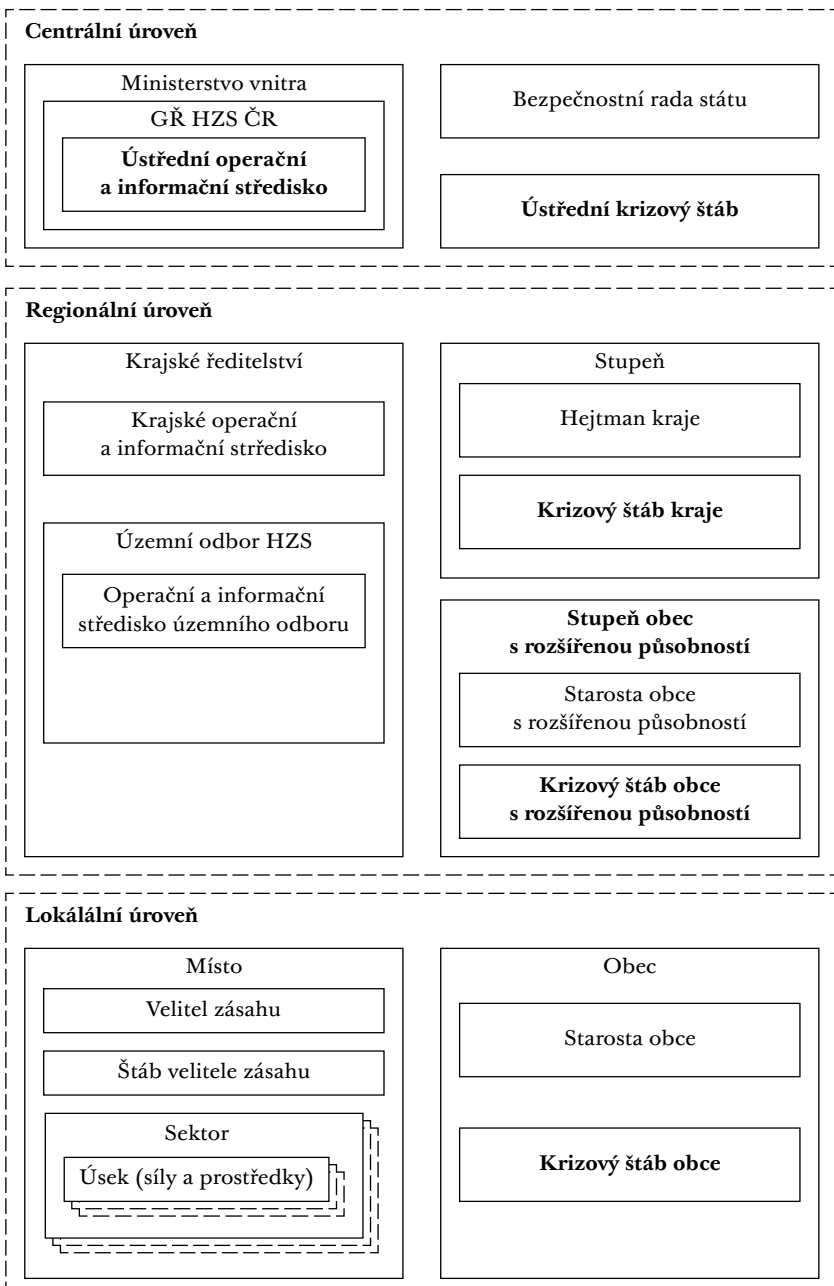 Centrální úroveň
Ministerstvo vnitra
GŘ HZS ČR
Ústřední operační
a informační středisko
Bezpečnostní rada státu
Ústřední krizový štáb
Regionální úroveň
Krajské ředitelství
Krajské operační
a informační strředisko
Územní odbor HZS
Operační a informační
středisko územního odboru
Stupeň
Hejtman kraje
Krizový štáb kraje
Stupeň obec
s rozšířenou působností
Starosta obce
s rozšířenou působností
Krizový štáb obce
s rozšířenou působností
Lokálální úroveň
Místo
Velitel zásahu
Štáb velitele zásahu
Sektor
Úsek (síly a prostředky)
Obec
Starosta obce
Krizový štáb obce